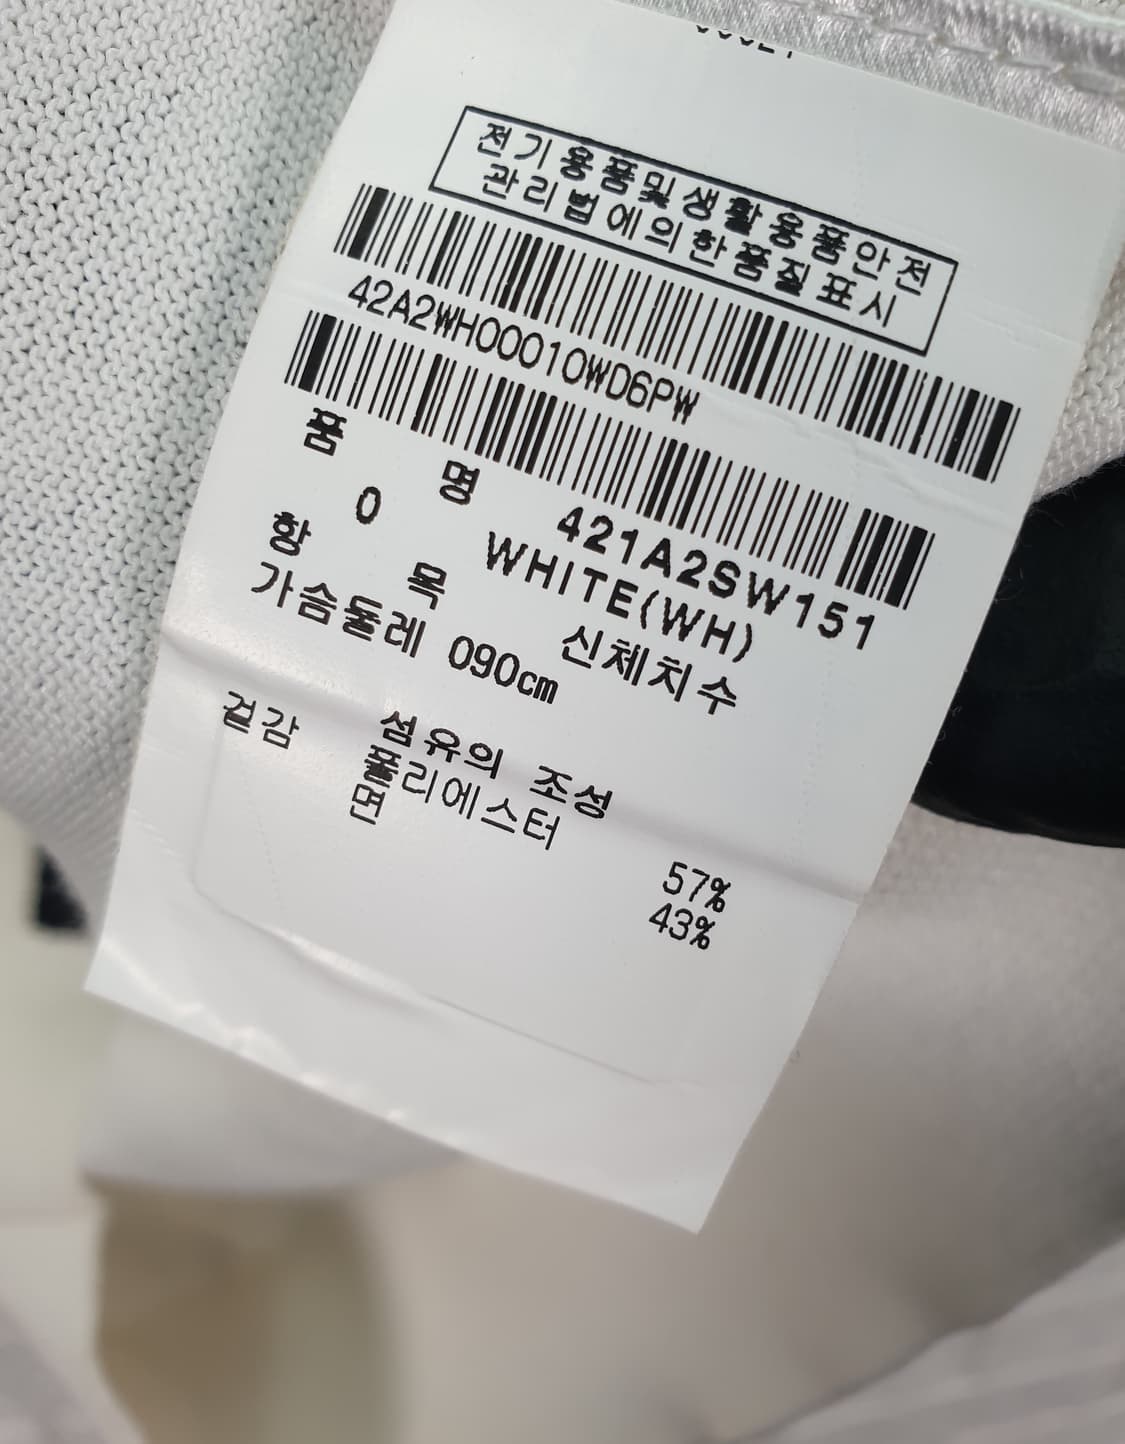 전기용품및생활용품안전
관리법에의한품질표시
42A2WH00010WD6PW
품 명 421A2SW151
0 WHITE(WH)
항 목 신체치수
가슴둘레 090cm
섬유의 조성
겉감 폴리에스터 57%
면 43%